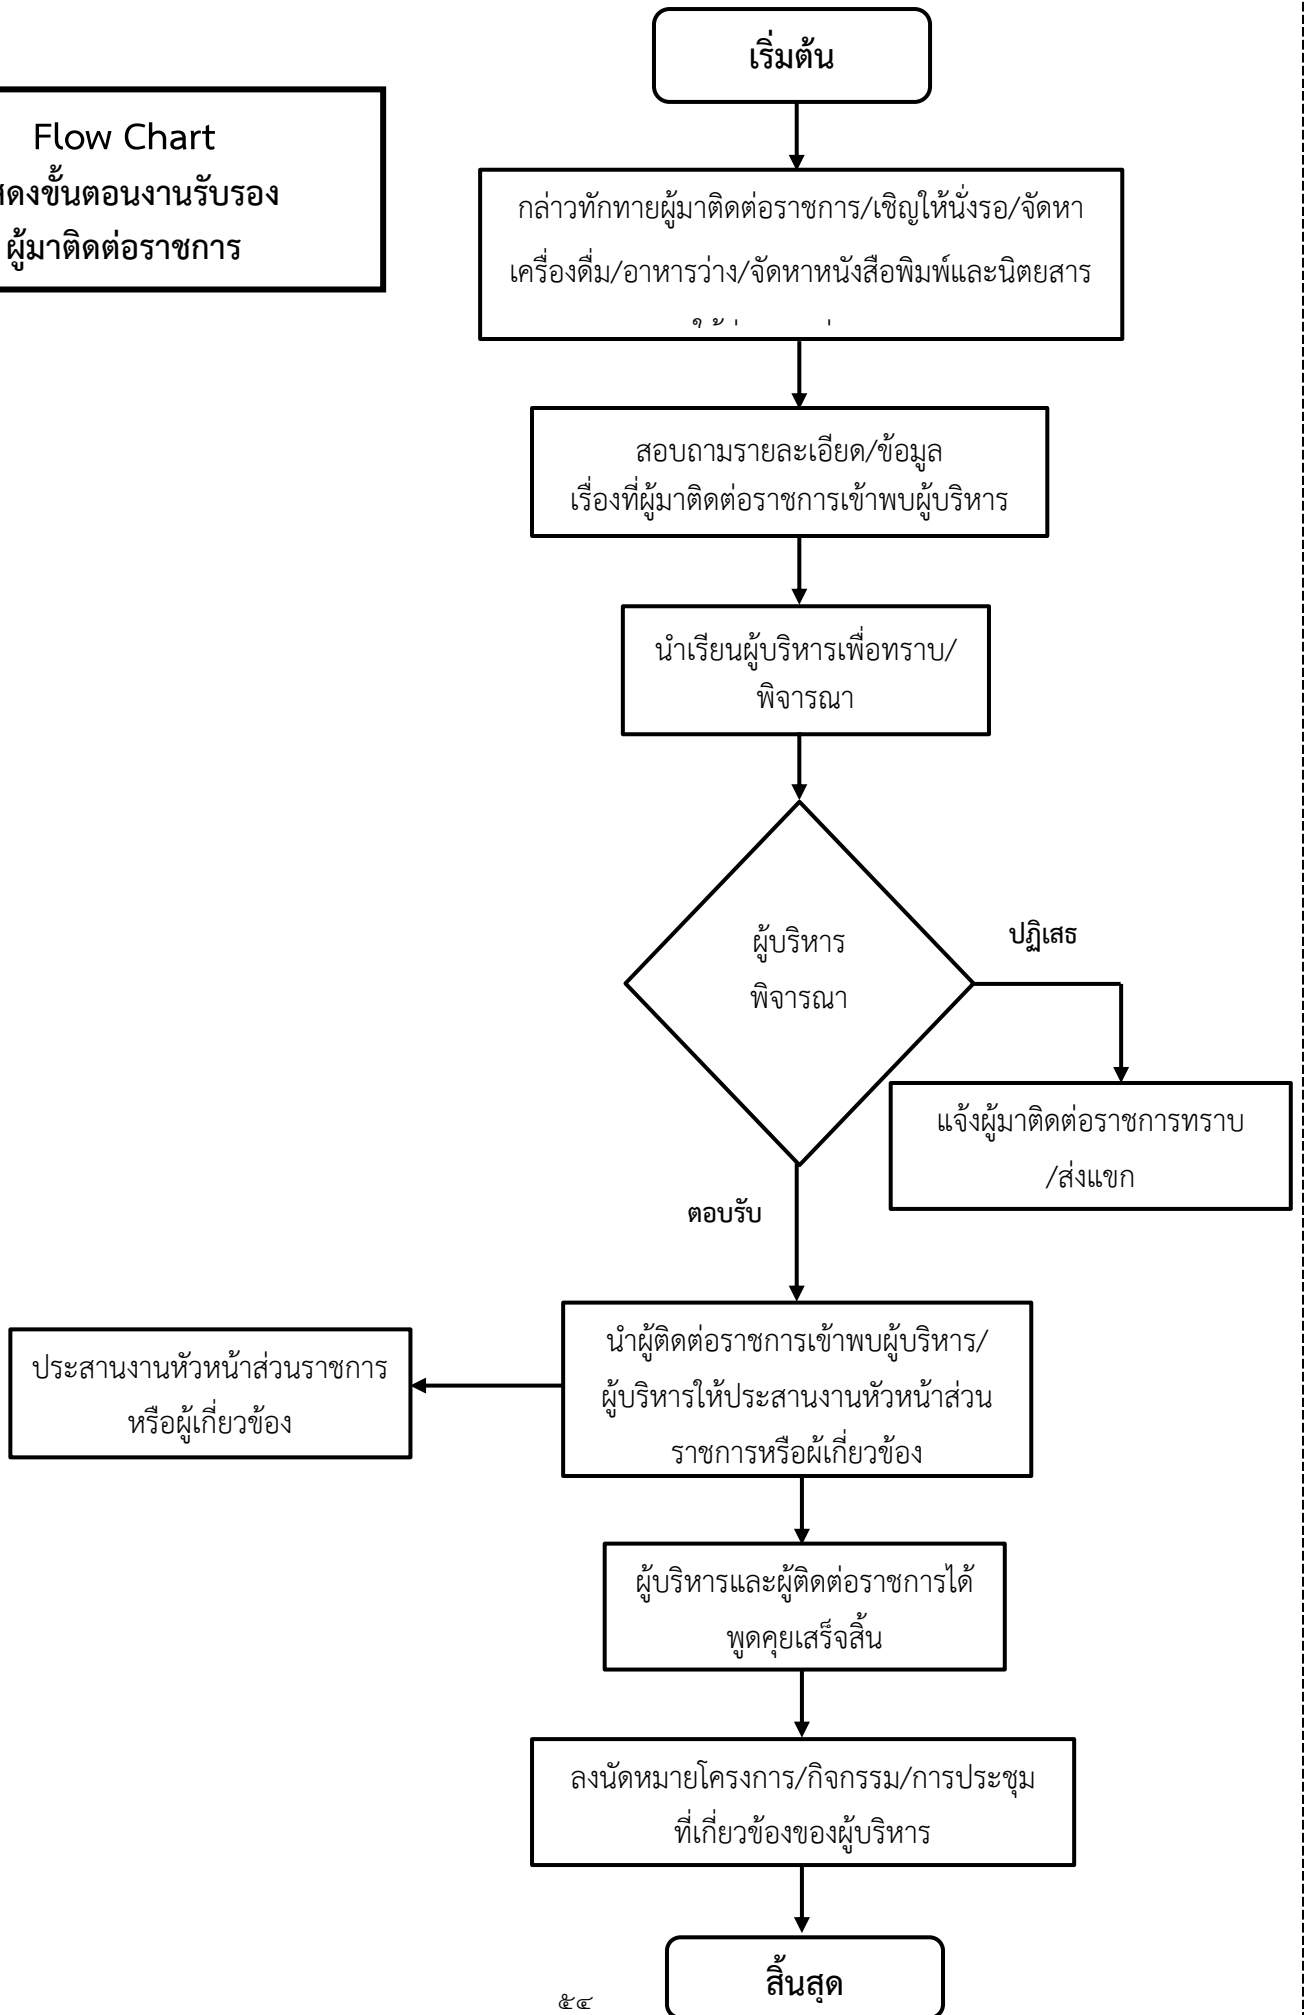 เริ่มต้น
Flow Chart
สดงขั้นตอนงานรับรอง
ผู้มาติดต่อราชการ
กล่าวทักทายผู้มาติดต่อราชการ/เชิญให้นั่งรอ/จัดหา
เครื่องดื่ม/อาหารว่าง/จัดหาหนังสือพิมพ์และนิตยสาร
สอบถามรายละเอียด/ข้อมูล
เรื่องที่ผู้มาติดต่อราชการเข้าพบผู้บริหาร
นำเรียนผู้บริหารเพื่อทราบ/
พิจารณา
ผู้บริหาร
พิจารณา
ปฏิเสธ
แจ้งผู้มาติดต่อราชการทราบ
/ส่งแขก
ตอบรับ
นำผู้ติดต่อราชการเข้าพบผู้บริหาร/
ผู้บริหารให้ประสานงานหัวหน้าส่วน
ราชการหรือผู้เกี่ยวข้อง
ประสานงานหัวหน้าส่วนราชการ
หรือผู้เกี่ยวข้อง
ผู้บริหารและผู้ติดต่อราชการได้
พูดคุยเสร็จสิ้น
ลงนัดหมายโครงการ/กิจกรรม/การประชุม
ที่เกี่ยวข้องของผู้บริหาร
สิ้นสุด
๕๔